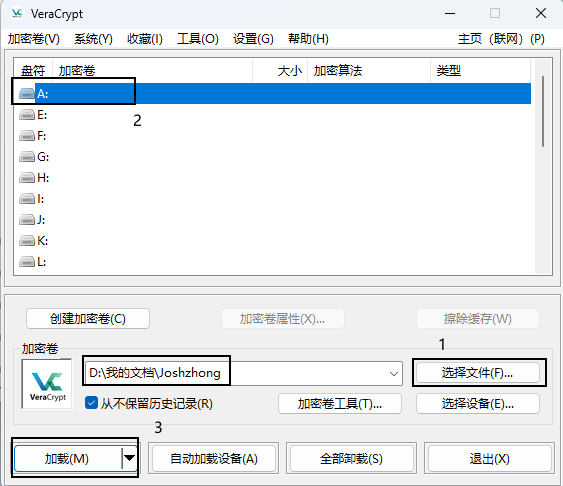 VeraCrypt
加密卷(V) 系统(Y) 收藏(I) 工具(O) 设置(G) 帮助(H) 主页（联网）(P)
盘符 加密卷 大小 加密算法 类型
A:
2
E:
F:
G:
H:
I:
J:
K:
L:
创建加密卷(C) 加密卷属性(X)... 擦除缓存(W)
1
加密卷
VeraCrypt
D:\我的文档\Joshzhong 选择文件(F)...
从不保留历史记录(R) 加密卷工具(T)... 选择设备(E)...
3
加载(M) 自动加载设备(A) 全部卸载(S) 退出(X)